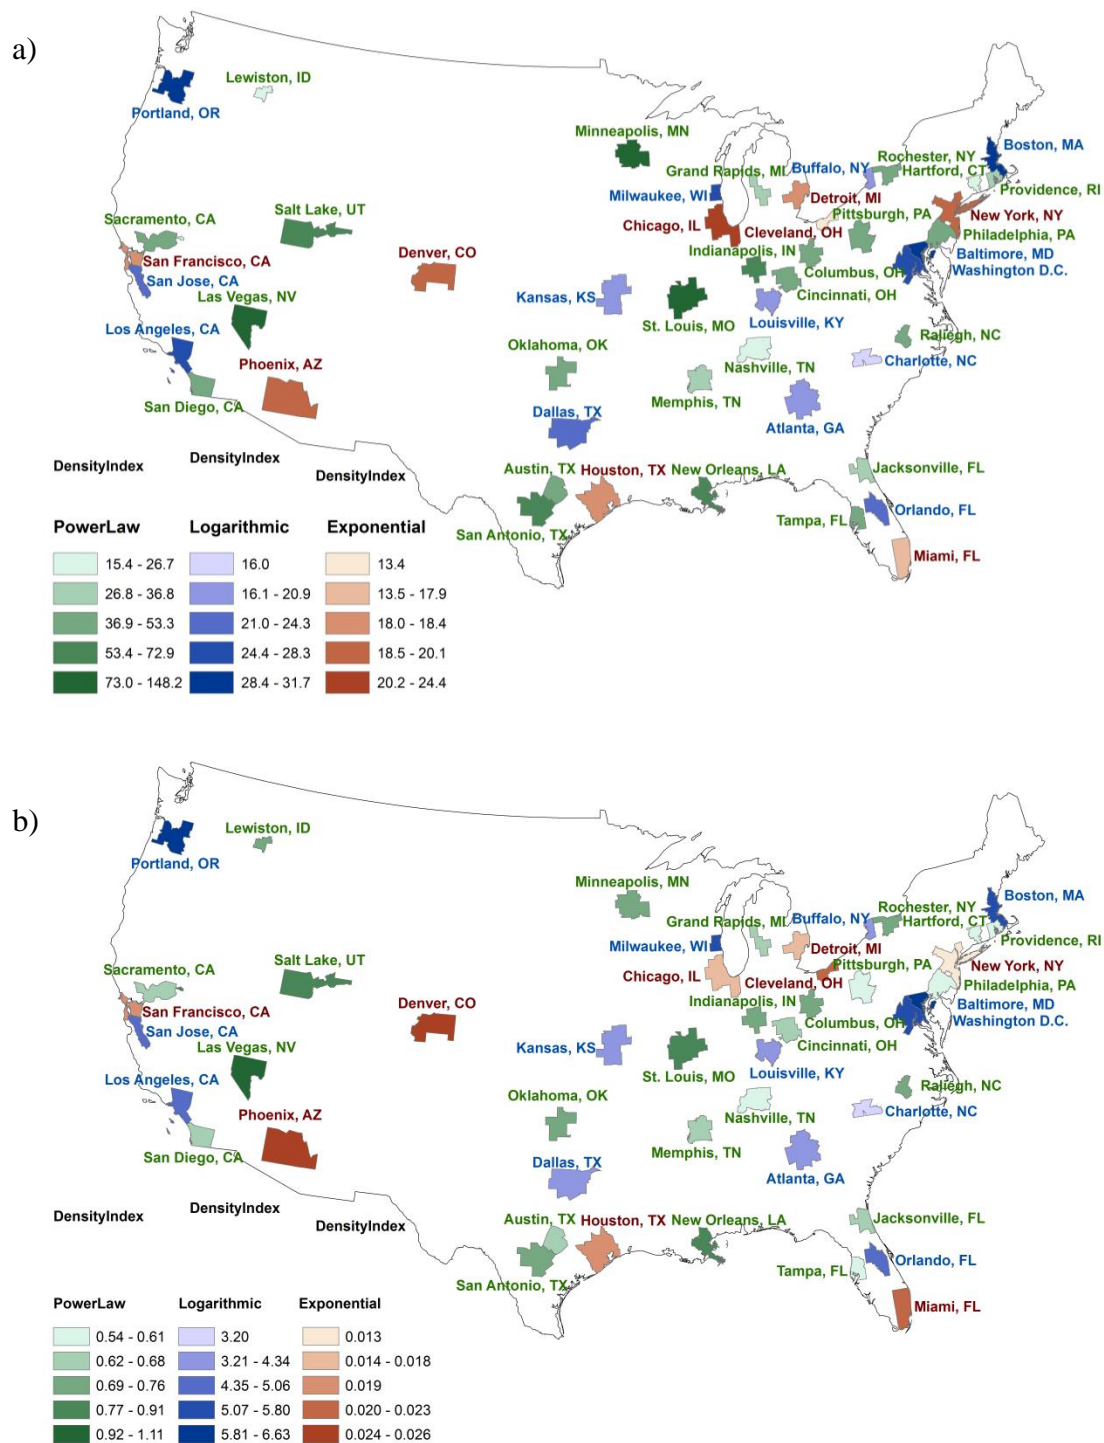 a)
Lewiston, ID
Portland, OR
Minneapolis, MN
Rochester, NY
Boston, MA
Grand Rapids, MI
Buffalo, NY
Hartford, CT
Milwaukee, WI
Detroit, MI
Providence, RI
Sacramento, CA
Salt Lake, UT
Chicago, IL
Cleveland, OH
Pittsburgh, PA
New York, NY
Philadelphia, PA
San Francisco, CA
Denver, CO
Indianapolis, IN
Baltimore, MD
San Jose, CA
Columbus, OH
Washington D.C.
Las Vegas, NV
Kansas, KS
Cincinnati, OH
Los Angeles, CA
St. Louis, MO
Louisville, KY
Raliegh, NC
Oklahoma, OK
Phoenix, AZ
Nashville, TN
Charlotte, NC
San Diego, CA
Memphis, TN
Dallas, TX
Atlanta, GA
DensityIndex
DensityIndex
DensityIndex
Austin, TX
Houston, TX
New Orleans, LA
Jacksonville, FL
San Antonio, TX
Tampa, FL
Orlando, FL
Miami, FL
PowerLaw Logarithmic Exponential
15.4 - 26.7 16.0 13.4
26.8 - 36.8 16.1 - 20.9 13.5 - 17.9
36.9 - 53.3 21.0 - 24.3 18.0 - 18.4
53.4 - 72.9 24.4 - 28.3 18.5 - 20.1
73.0 - 148.2 28.4 - 31.7 20.2 - 24.4
b)
Lewiston, ID
Portland, OR
Minneapolis, MN
Rochester, NY
Boston, MA
Grand Rapids, MI
Buffalo, NY
Hartford, CT
Milwaukee, WI
Detroit, MI
Providence, RI
Sacramento, CA
Salt Lake, UT
Chicago, IL
Cleveland, OH
Pittsburgh, PA
New York, NY
Philadelphia, PA
San Francisco, CA
Denver, CO
Indianapolis, IN
Baltimore, MD
San Jose, CA
Columbus, OH
Washington D.C.
Las Vegas, NV
Kansas, KS
Cincinnati, OH
Los Angeles, CA
St. Louis, MO
Louisville, KY
Raliegh, NC
Oklahoma, OK
Phoenix, AZ
Nashville, TN
Charlotte, NC
San Diego, CA
Memphis, TN
Dallas, TX
Atlanta, GA
DensityIndex
DensityIndex
DensityIndex
Austin, TX
Houston, TX
New Orleans, LA
Jacksonville, FL
San Antonio, TX
Tampa, FL
Orlando, FL
Miami, FL
PowerLaw Logarithmic Exponential
0.54 - 0.61 3.20 0.013
0.62 - 0.68 3.21 - 4.34 0.014 - 0.018
0.69 - 0.76 4.35 - 5.06 0.019
0.77 - 0.91 5.07 - 5.80 0.020 - 0.023
0.92 - 1.11 5.81 - 6.63 0.024 - 0.026